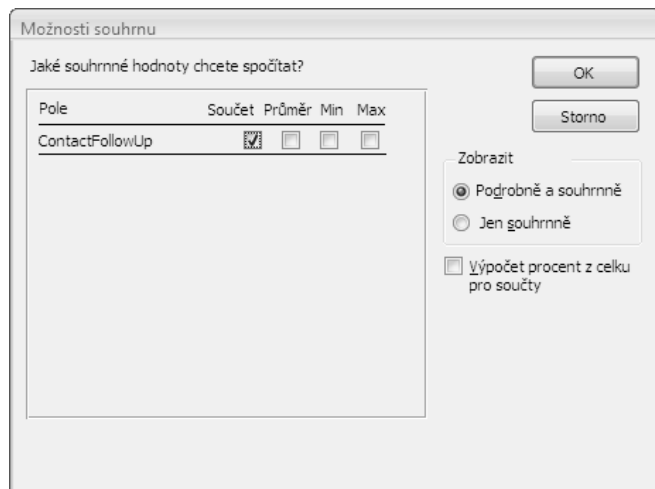 Možnosti souhrnu
Jaké souhrnné hodnoty chcete spočítat?
Pole Součet Průměr Min Max
ContactFollowUp
OK
Storno
Zobrazit
Podrobně a souhrnně
Jen souhrnně
Výpočet procent z celku
pro součty